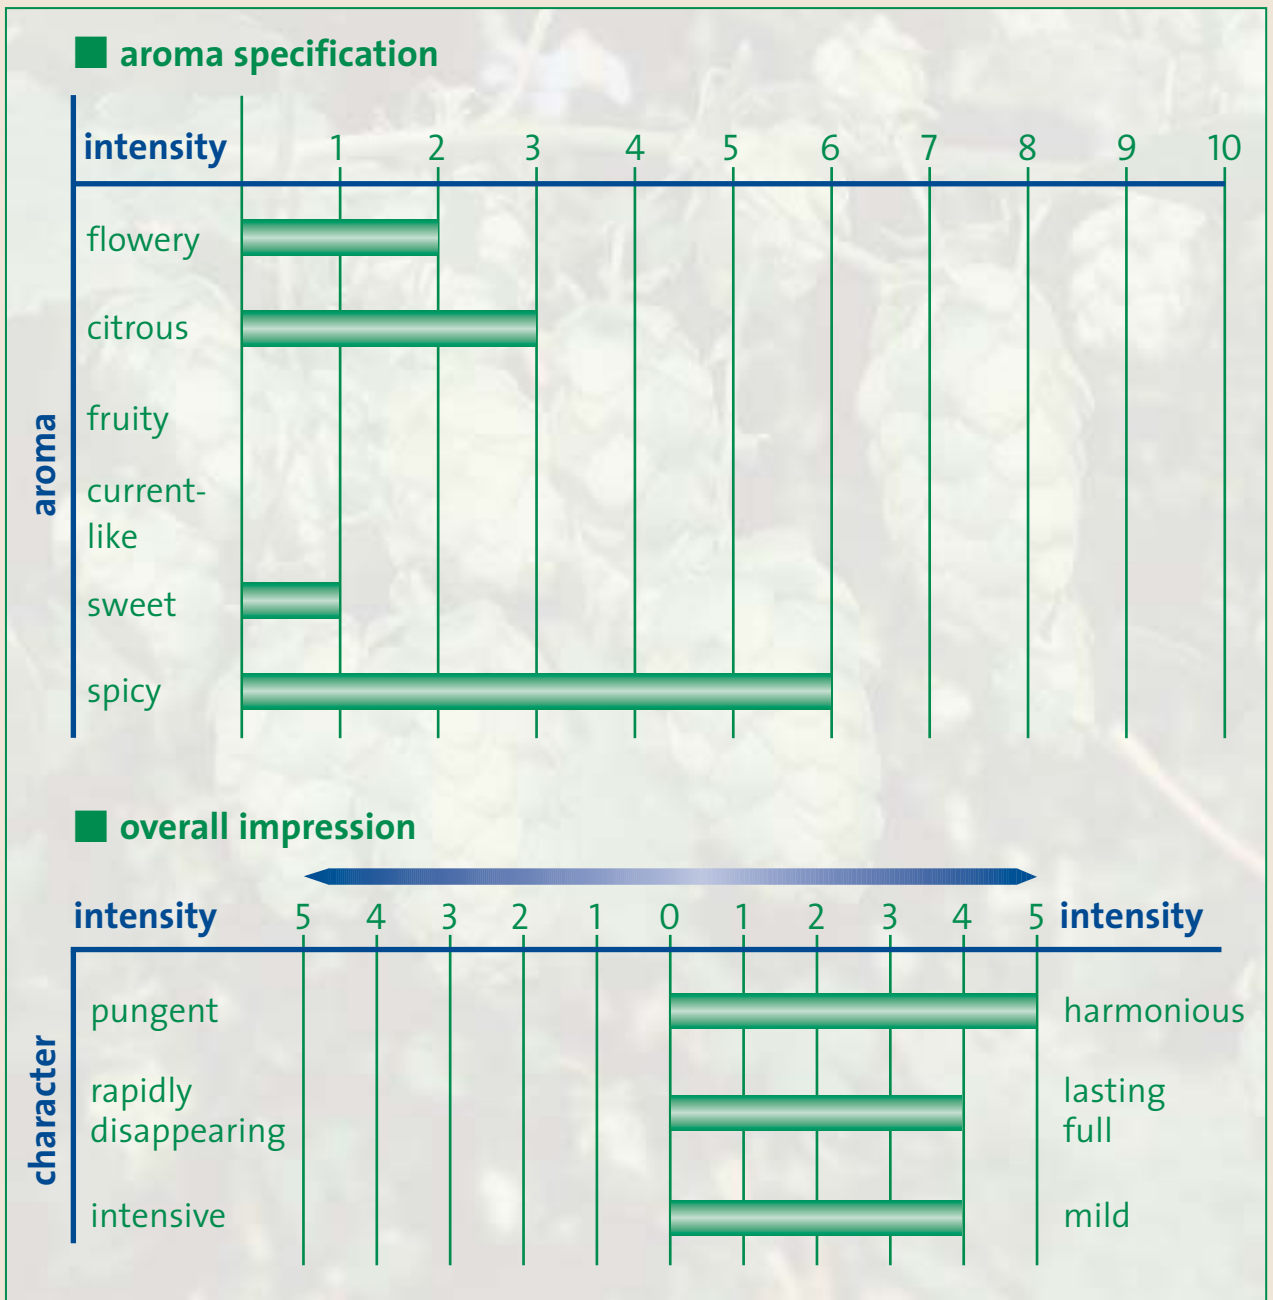 aroma specification
intensity 1 2 3 4 5 6 7 8 9 10
aroma
flowery
citrous
fruity
current-
like
sweet
spicy
overall impression
intensity 5 4 3 2 1 0 1 2 3 4 5 intensity
character
pungent harmonious
rapidly lasting
disappearing full
intensive mild